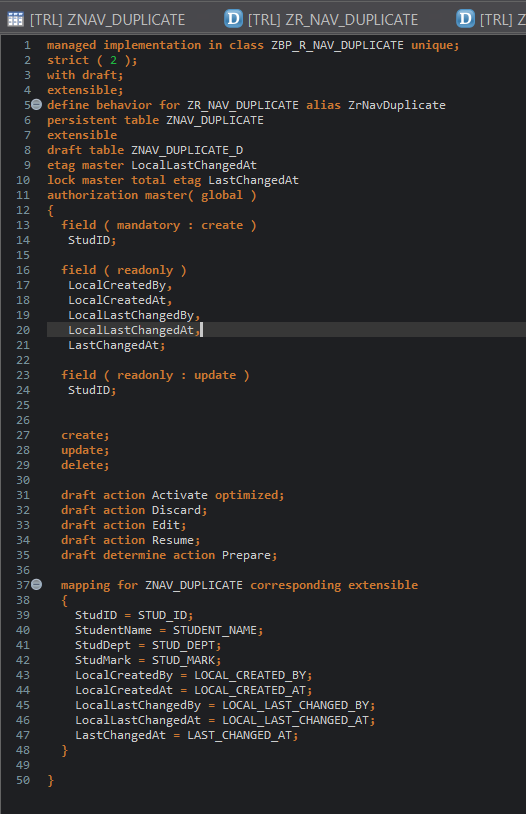 [TRL] ZNAV_DUPLICATE [TRL] ZR_NAV_DUPLICATE [TRL] Z
1 managed implementation in class ZBP_R_NAV_DUPLICATE unique;
2 strict ( 2 );
3 with draft;
4 extensible;
5 define behavior for ZR_NAV_DUPLICATE alias ZrNavDuplicate
6 persistent table ZNAV_DUPLICATE
7 extensible
8 draft table ZNAV_DUPLICATE_D
9 etag master LocalLastChangedAt
10 lock master total etag LastChangedAt
11 authorization master( global )
12 {
13 field ( mandatory : create )
14 StudID;
15
16 field ( readonly )
17 LocalCreatedBy,
18 LocalCreatedAt,
19 LocalLastChangedBy,
20 LocalLastChangedAt,
21 LastChangedAt;
22
23 field ( readonly : update )
24 StudID;
25
26
27 create;
28 update;
29 delete;
30
31 draft action Activate optimized;
32 draft action Discard;
33 draft action Edit;
34 draft action Resume;
35 draft determine action Prepare;
36
37 mapping for ZNAV_DUPLICATE corresponding extensible
38 {
39 StudID = STUD_ID;
40 StudentName = STUDENT_NAME;
41 StudDept = STUD_DEPT;
42 StudMark = STUD_MARK;
43 LocalCreatedBy = LOCAL_CREATED_BY;
44 LocalCreatedAt = LOCAL_CREATED_AT;
45 LocalLastChangedBy = LOCAL_LAST_CHANGED_BY;
46 LocalLastChangedAt = LOCAL_LAST_CHANGED_AT;
47 LastChangedAt = LAST_CHANGED_AT;
48 }
49
50 }